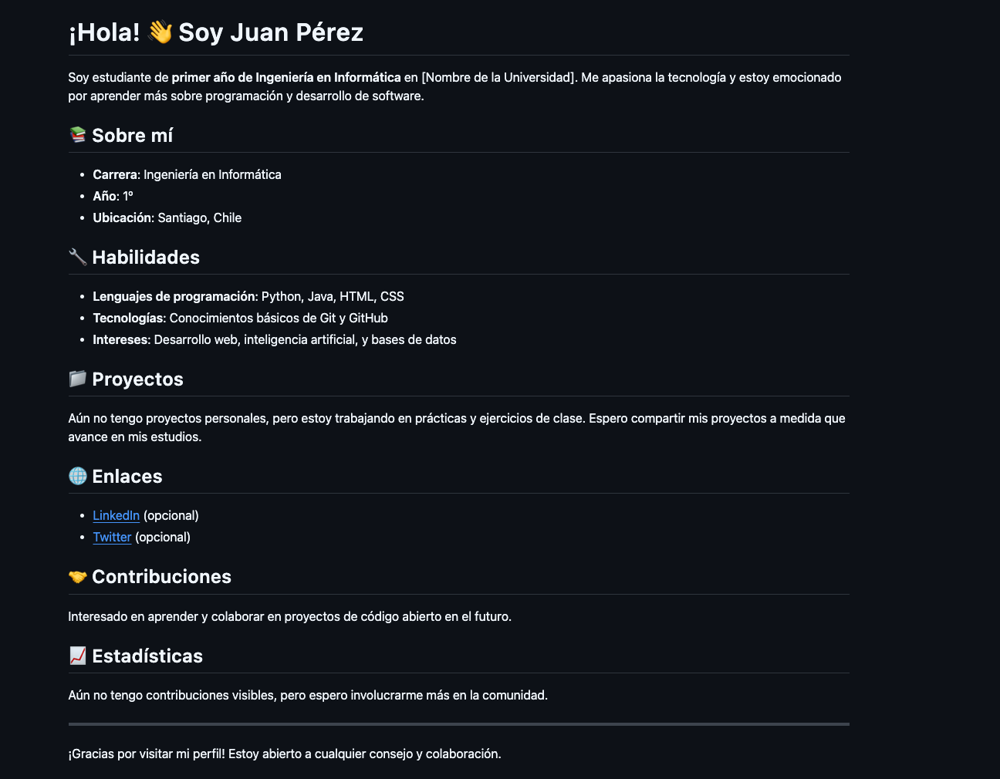 ¡Hola! 👋 Soy Juan Pérez
Soy estudiante de primer año de Ingeniería en Informática en [Nombre de la Universidad]. Me apasiona la tecnología y estoy emocionado
por aprender más sobre programación y desarrollo de software.
📚 Sobre mí
• Carrera: Ingeniería en Informática
• Año: 1º
• Ubicación: Santiago, Chile
🔧 Habilidades
• Lenguajes de programación: Python, Java, HTML, CSS
• Tecnologías: Conocimientos básicos de Git y GitHub
• Intereses: Desarrollo web, inteligencia artificial, y bases de datos
📁 Proyectos
Aún no tengo proyectos personales, pero estoy trabajando en prácticas y ejercicios de clase. Espero compartir mis proyectos a medida que
avance en mis estudios.
🌐 Enlaces
• LinkedIn (opcional)
• Twitter (opcional)
🤝 Contribuciones
Interesado en aprender y colaborar en proyectos de código abierto en el futuro.
📈 Estadísticas
Aún no tengo contribuciones visibles, pero espero involucrarme más en la comunidad.
¡Gracias por visitar mi perfil! Estoy abierto a cualquier consejo y colaboración.